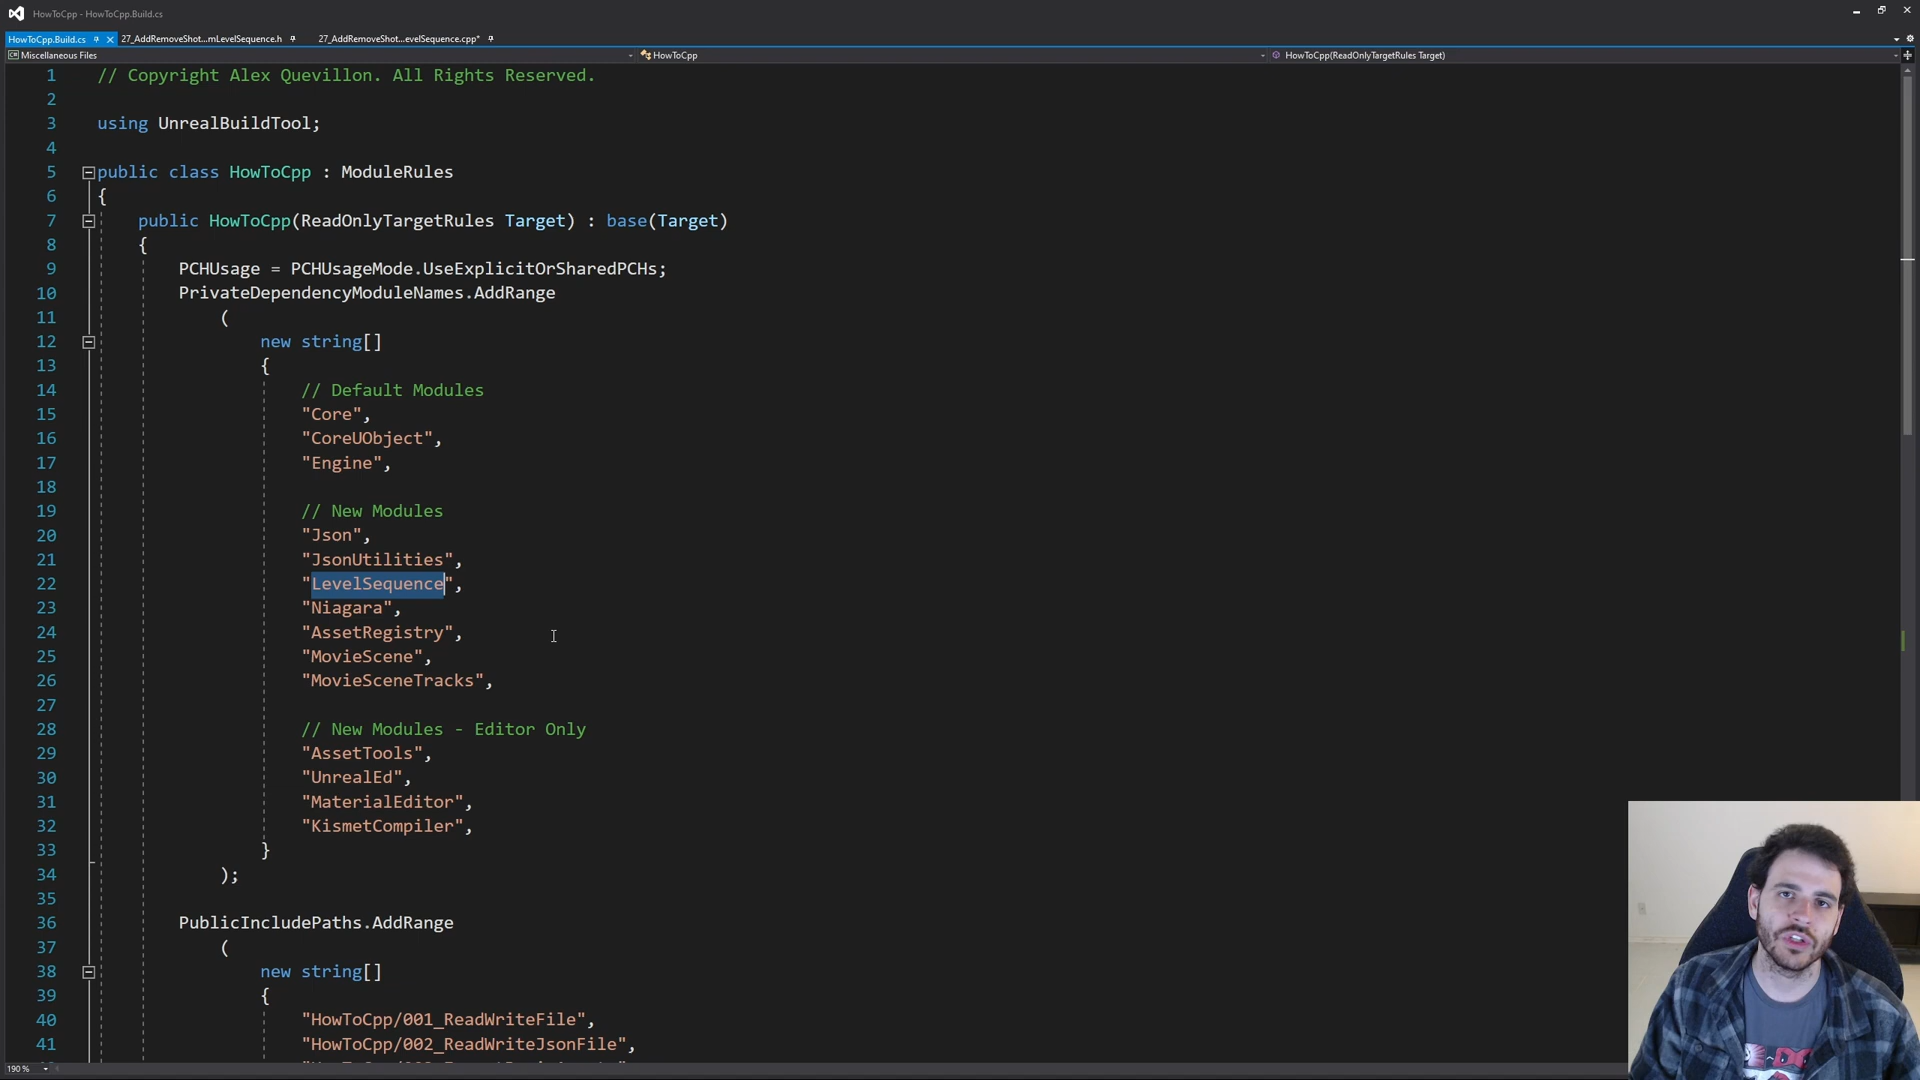 HowToCpp - HowToCpp.Build.cs
HowToCpp.Build.cs
27_AddRemoveShot...mLevelSequence.h
27_AddRemoveShot...evelSequence.cpp*
Miscellaneous Files
HowToCpp
HowToCpp(ReadOnlyTargetRules Target)
1 // Copyright Alex Quevillon. All Rights Reserved.
2
3 using UnrealBuildTool;
4
5 public class HowToCpp : ModuleRules
6 {
7 public HowToCpp(ReadOnlyTargetRules Target) : base(Target)
8 {
9 PCHUsage = PCHUsageMode.UseExplicitOrSharedPCHs;
10 PrivateDependencyModuleNames.AddRange
11 (
12 new string[]
13 {
14 // Default Modules
15 "Core",
16 "CoreUObject",
17 "Engine",
18
19 // New Modules
20 "Json",
21 "JsonUtilities",
22 "LevelSequence",
23 "Niagara",
24 "AssetRegistry",
25 "MovieScene",
26 "MovieSceneTracks",
27
28 // New Modules - Editor Only
29 "AssetTools",
30 "UnrealEd",
31 "MaterialEditor",
32 "KismetCompiler",
33 }
34 );
35
36 PublicIncludePaths.AddRange
37 (
38 new string[]
39 {
40 "HowToCpp/001_ReadWriteFile",
41 "HowToCpp/002_ReadWriteJsonFile",
190 %